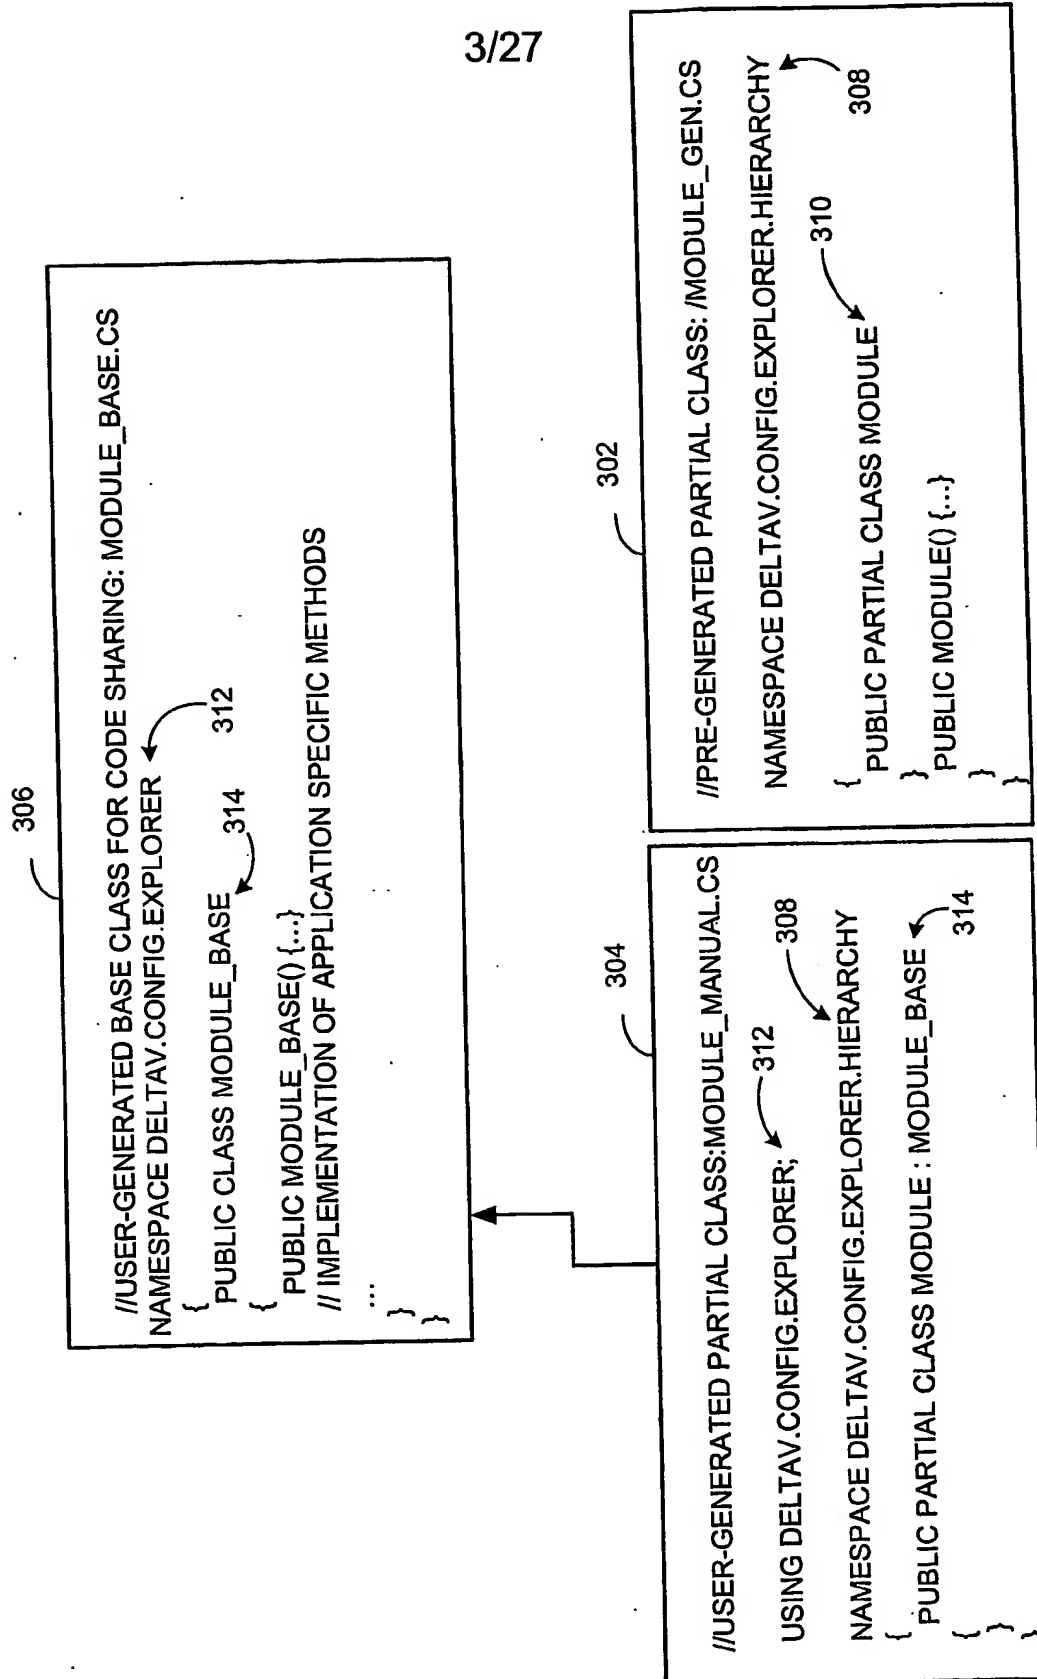 3/27
306
//USER-GENERATED BASE CLASS FOR CODE SHARING: MODULE_BASE.CS
NAMESPACE DELTAV.CONFIG.EXPLORER
312
{
PUBLIC CLASS MODULE_BASE
314
{
PUBLIC MODULE_BASE() {...}
// IMPLEMENTATION OF APPLICATION SPECIFIC METHODS
...
}
}
304
//USER-GENERATED PARTIAL CLASS:MODULE_MANUAL.CS
USING DELTAV.CONFIG.EXPLORER;
312
NAMESPACE DELTAV.CONFIG.EXPLORER.HIERARCHY
308
{
PUBLIC PARTIAL CLASS MODULE : MODULE_BASE
314
{
}
}
302
//PRE-GENERATED PARTIAL CLASS: /MODULE_GEN.CS
NAMESPACE DELTAV.CONFIG.EXPLORER.HIERARCHY
308
{
PUBLIC PARTIAL CLASS MODULE
310
}
PUBLIC MODULE() {...}
}
}